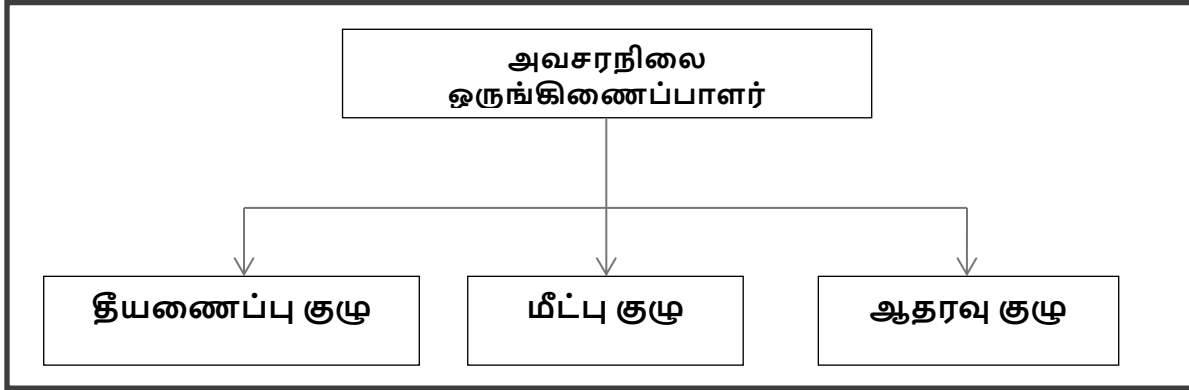 அவசரநிலை
ஒருங்கிணைப்பாளர்
தீயணைப்பு குழு
மீட்பு குழு
ஆதரவு குழு